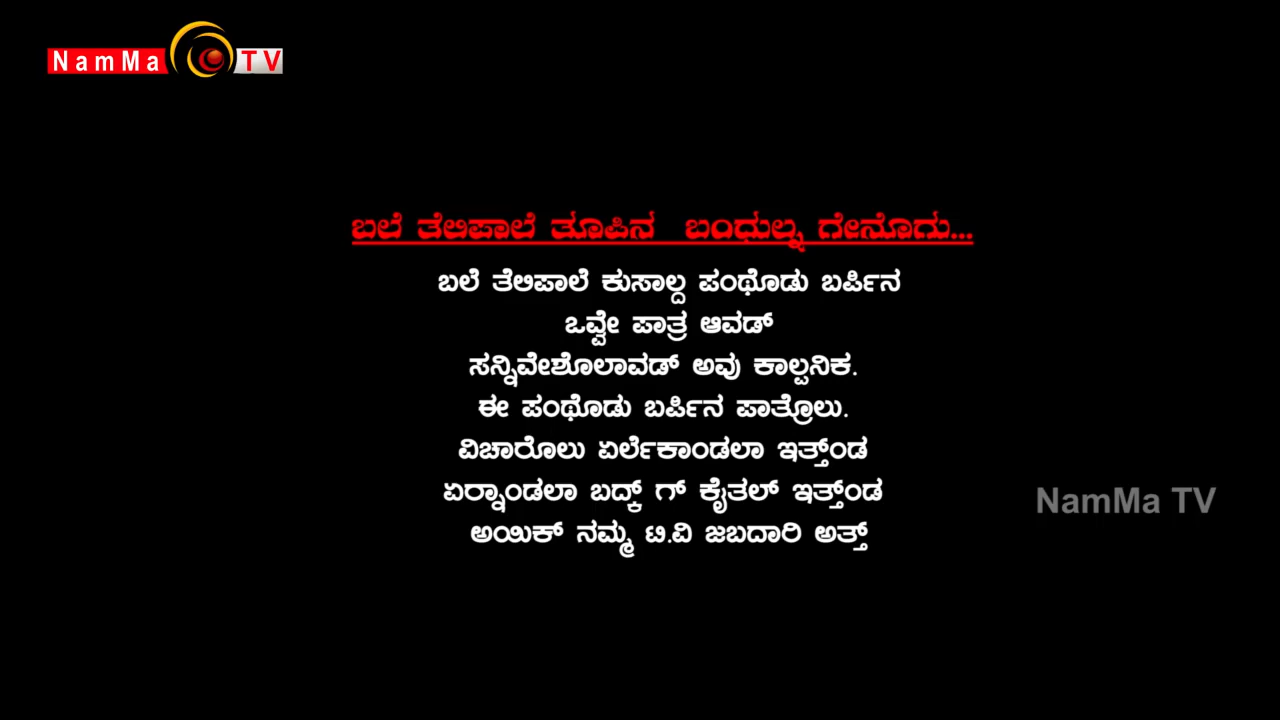 NamMa TV
ಬಲೆ ತೆಲಿಪಾಲೆ ತೂಪಿನ ಬಂಧುಲ್ನ ಗೇನೊಗು...
ಬಲೆ ತೆಲಿಪಾಲೆ ಕುಸಾಲ್ದ ಪಂಥೊಡು ಬರ್ಪಿನ
ಒವ್ವೇ ಪಾತ್ರ ಆವಡ್
ಸನ್ನಿವೇಶೊಲಾವಡ್ ಅವು ಕಾಲ್ಪನಿಕ.
ಈ ಪಂಥೊಡು ಬರ್ಪಿನ ಪಾತ್ರೊಲು.
ವಿಚಾರೊಲು ಏರ್ಲೆಕಾಂಡಲಾ ಇತ್ತ್ಂಡ
ಏರ್‍ನಾಂಡಲಾ ಬದ್ಕ್ ಗ್ ಕೈತಲ್ ಇತ್ತ್ಂಡ
ಅಯಿಕ್ ನಮ್ಮ ಟಿ.ವಿ ಜಬದಾರಿ ಅತ್ತ್
NamMa TV